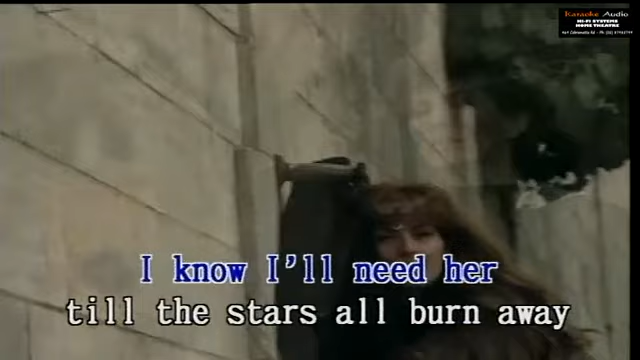 Karaoke Audio
HI-FI SYSTEMS
HOME THEATRE
I know I'll need her
till the stars all burn away